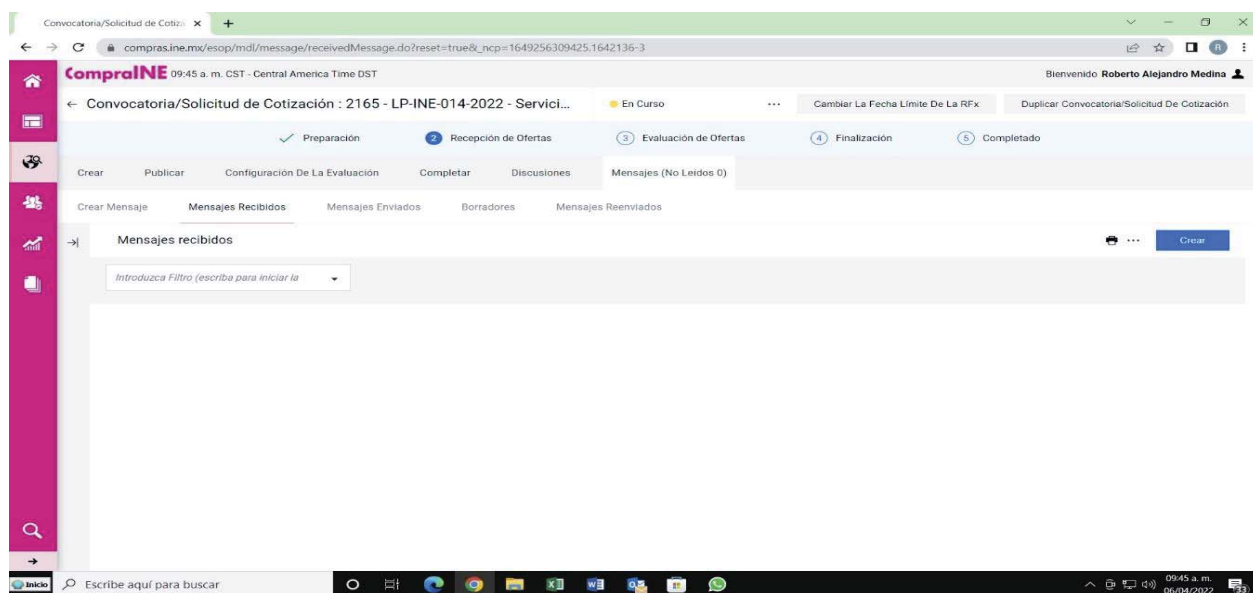 Convocatoria/Solicitud de Cotiza
compras.ine.mx/esop/mdl/message/receivedMessage.do?reset=true&_ncp=1649256309425.1642136-3
CompraINE 09:45 a. m. CST - Central America Time DST
Bienvenido Roberto Alejandro Medina
Convocatoria/Solicitud de Cotización : 2165 - LP-INE-014-2022 - Servici...
En Curso
...
Cambiar La Fecha Límite De La RFx
Duplicar Convocatoria/Solicitud De Cotización
Preparación
2 Recepción de Ofertas
3 Evaluación de Ofertas
4 Finalización
5 Completado
Crear
Publicar
Configuración De La Evaluación
Completar
Discusiones
Mensajes (No Leídos 0)
Crear Mensaje
Mensajes Recibidos
Mensajes Enviados
Borradores
Mensajes Reenviados
Mensajes recibidos
...
Crear
Introduzca Filtro (escriba para iniciar la
Inicio
Escribe aquí para buscar
09:45 a. m.
06/04/2022
33